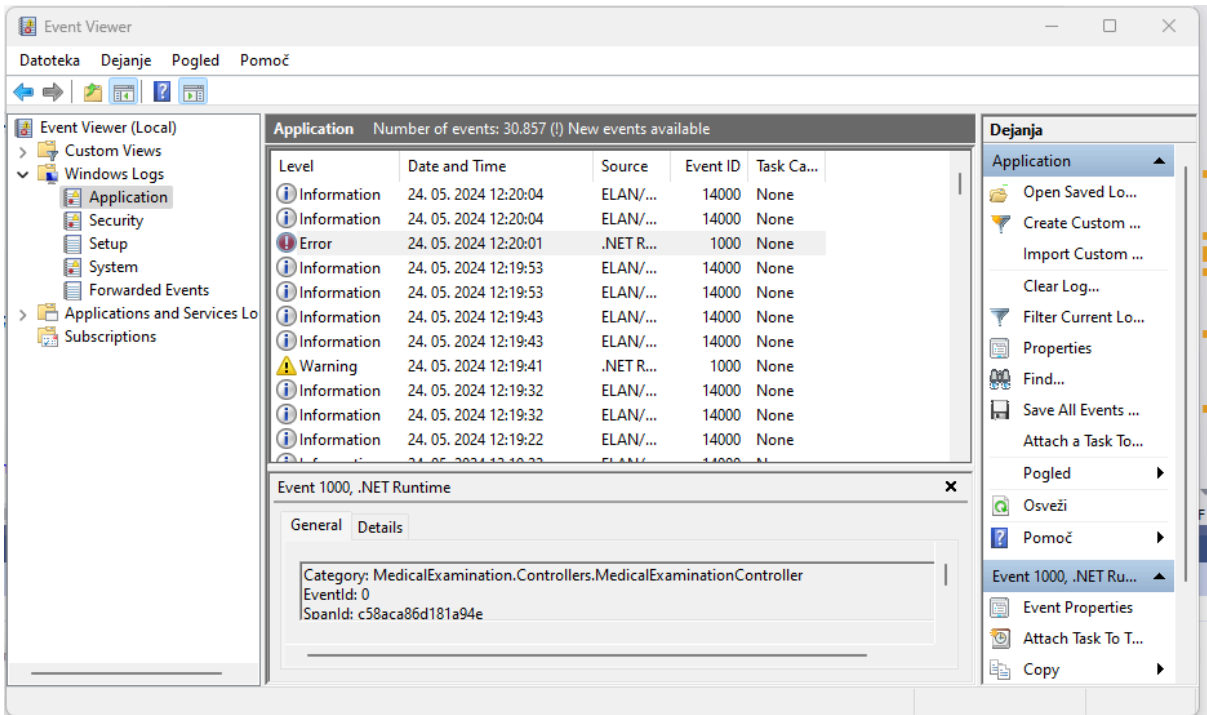 Event Viewer
Datoteka Dejanje Pogled Pomoč
Event Viewer (Local)
Custom Views
Windows Logs
Application
Security
Setup
System
Forwarded Events
Applications and Services Lo
Subscriptions
Application Number of events: 30.857 (!) New events available
Level Date and Time Source Event ID Task Ca...
Information 24. 05. 2024 12:20:04 ELAN/... 14000 None
Information 24. 05. 2024 12:20:04 ELAN/... 14000 None
Error 24. 05. 2024 12:20:01 .NET R... 1000 None
Information 24. 05. 2024 12:19:53 ELAN/... 14000 None
Information 24. 05. 2024 12:19:53 ELAN/... 14000 None
Information 24. 05. 2024 12:19:43 ELAN/... 14000 None
Information 24. 05. 2024 12:19:43 ELAN/... 14000 None
Warning 24. 05. 2024 12:19:41 .NET R... 1000 None
Information 24. 05. 2024 12:19:32 ELAN/... 14000 None
Information 24. 05. 2024 12:19:32 ELAN/... 14000 None
Information 24. 05. 2024 12:19:22 ELAN/... 14000 None
Event 1000, .NET Runtime
General Details
Category: MedicalExamination.Controllers.MedicalExaminationController
EventId: 0
SpanId: c58aca86d181a94e
Dejanja
Application
Open Saved Lo...
Create Custom ...
Import Custom ...
Clear Log...
Filter Current Lo...
Properties
Find...
Save All Events ...
Attach a Task To...
Pogled
Osveži
Pomoč
Event 1000, .NET Ru...
Event Properties
Attach Task To T...
Copy